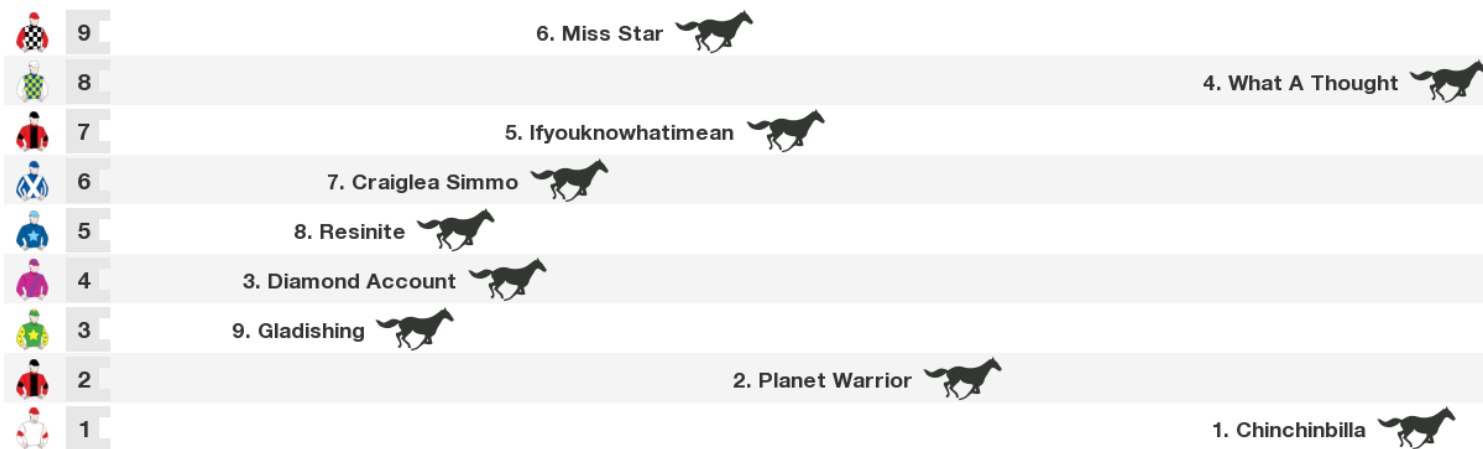 9 6. Miss Star
8 4. What A Thought
7 5. Ifyouknowhatimean
6 7. Craiglea Simmo
5 8. Resinite
4 3. Diamond Account
3 9. Gladishing
2 2. Planet Warrior
1 1. Chinchinbilla